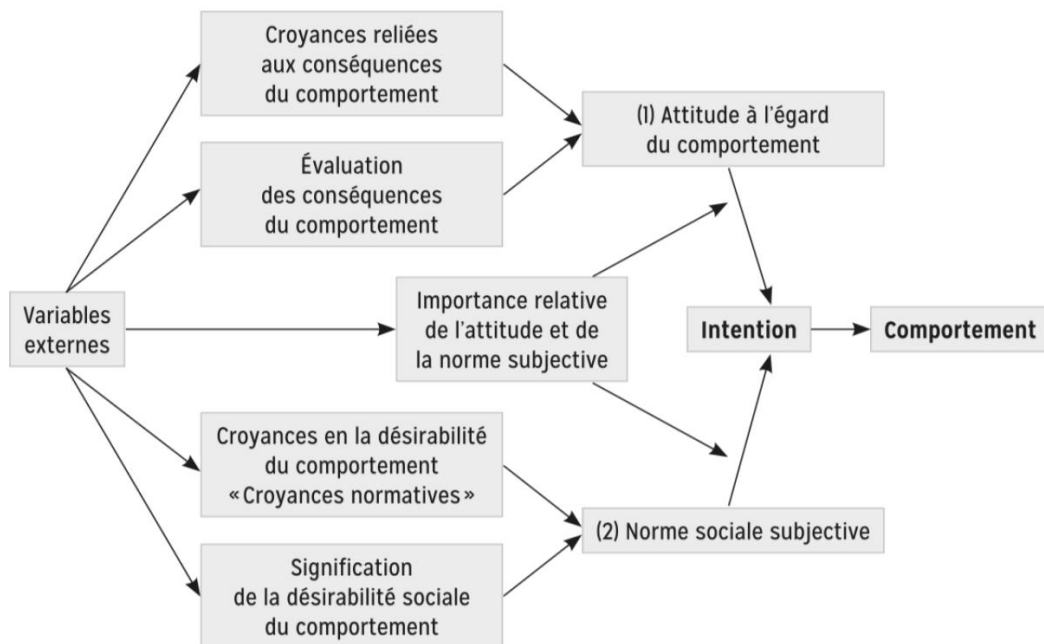 Croyances reliées
aux conséquences
du comportement
(1) Attitude à l'égard
du comportement
Évaluation
des conséquences
du comportement
Variables
externes
Importance relative
de l'attitude et de
la norme subjective
Intention
Comportement
Croyances en la désirabilité
du comportement
«Croyances normatives»
(2) Norme sociale subjective
Signification
de la désirabilité sociale
du comportement